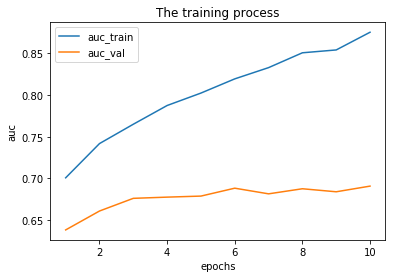 The training process
auc_train
auc_val
auc
0.85
0.80
0.75
0.70
0.65
2 4 6 8 10
epochs